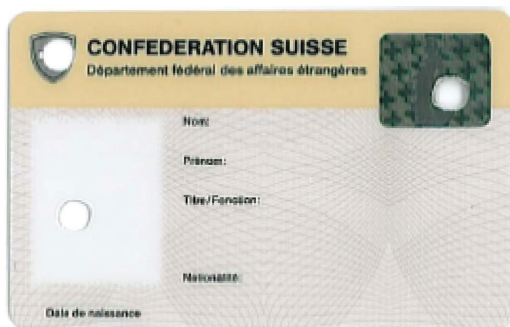 CONFEDERATION SUISSE
Département fédéral des affaires étrangères
Nom:
Prénom:
Titre/Fonction:
Nationalité:
Date de naissance